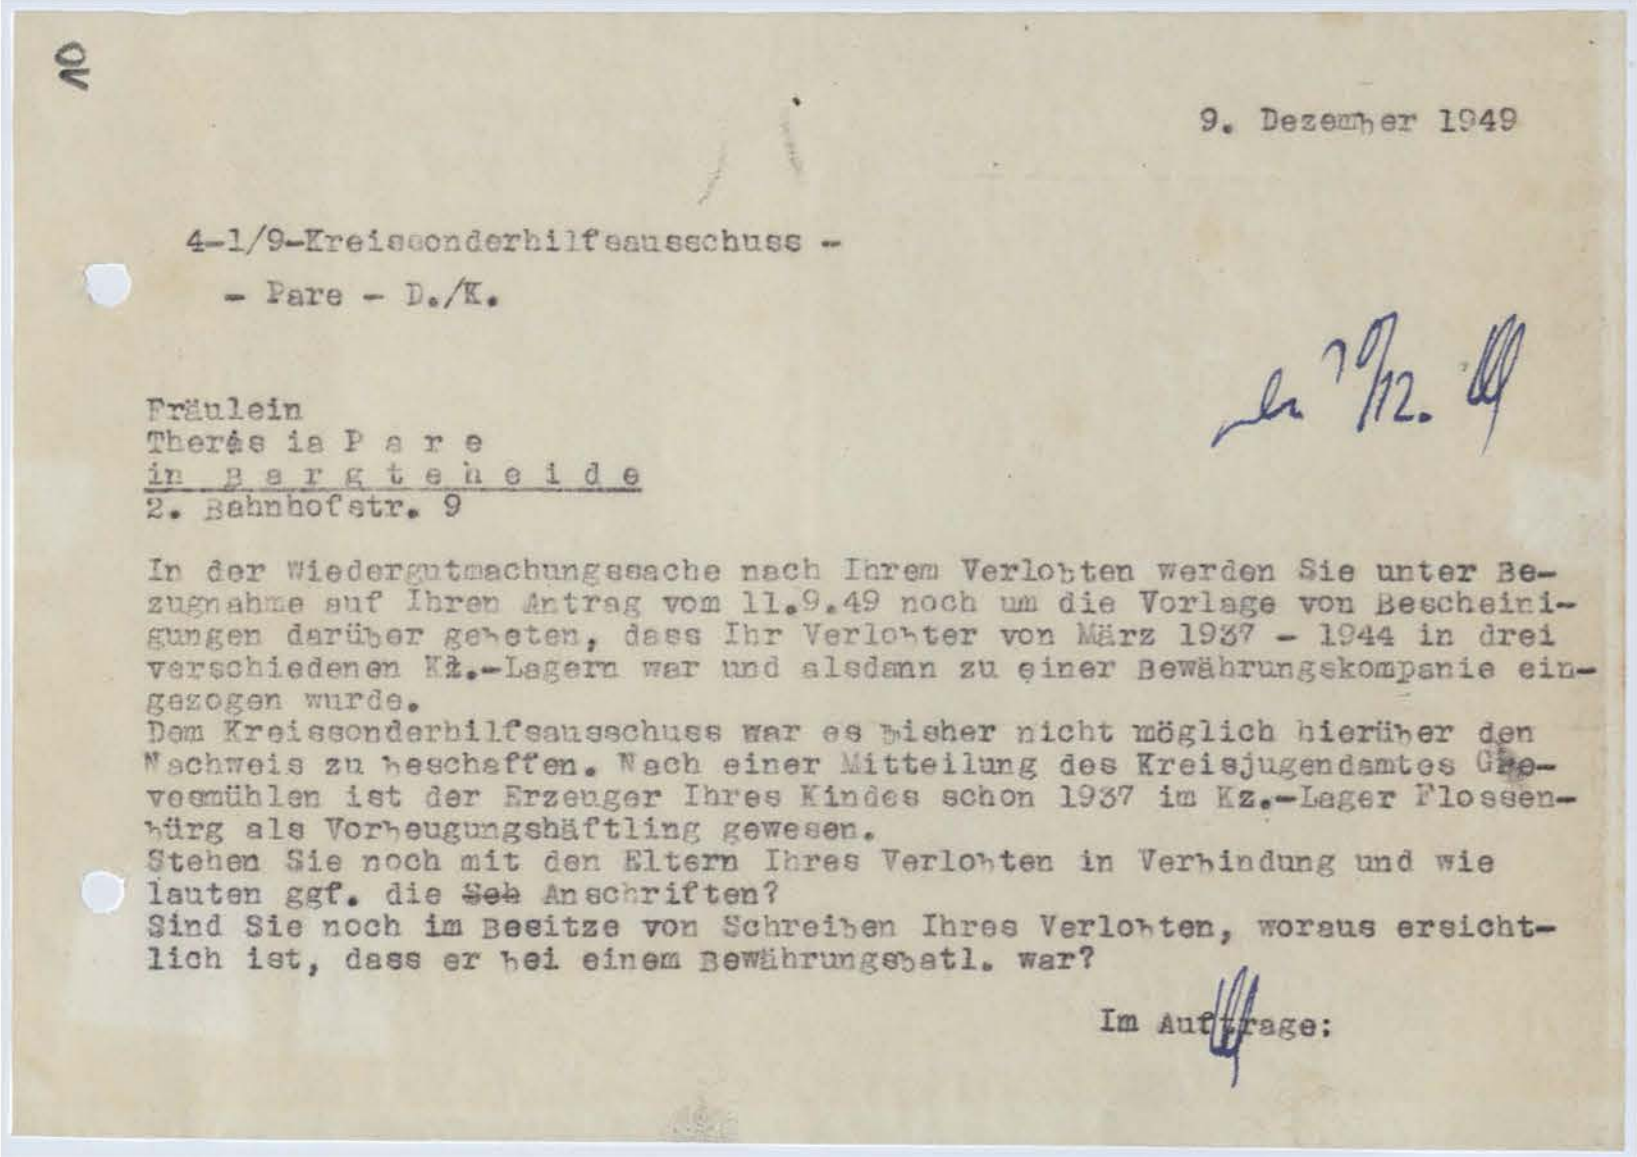 10
9. Dezember 1949
4-1/9-Kreissonderhilfsausschuss -
- Pare - D./K.
10/12.
Fräulein
Therés ia P a r e
in B a r g t e h e i d e
2. Bahnhofstr. 9
In der Wiedergutmachungssache nach Ihrem Verlobten werden Sie unter Be-
zugnahme auf Ihren Antrag vom 11.9.49 noch um die Vorlage von Bescheini-
gungen darüber gebeten, dass Ihr Verlobter von März 1937 - 1944 in drei
verschiedenen Kz.-Lagern war und alsdann zu einer Bewährungskompanie ein-
gezogen wurde.
Dem Kreissonderhilfsausschuss war es bisher nicht möglich hierüber den
Nachweis zu beschaffen. Nach einer Mitteilung des Kreisjugendamtes Gre-
vesmühlen ist der Erzeuger Ihres Kindes schon 1937 im Kz.-Lager Flossen-
bürg als Vorbeugungshäftling gewesen.
Stehen Sie noch mit den Eltern Ihres Verlobten in Verbindung und wie
lauten ggf. die Seh Anschriften?
Sind Sie noch im Besitze von Schreiben Ihres Verlobten, woraus ersicht-
lich ist, dass er bei einem Bewährungsbatl. war?
Im Auftrage: